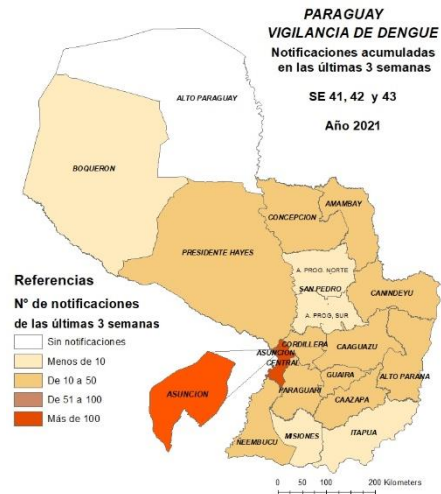 PARAGUAY
VIGILANCIA DE DENGUE
Notificaciones acumuladas
en las últimas 3 semanas
SE 41, 42 y 43
Año 2021
ALTO PARAGUAY
BOQUERON
AMAMBAY
CONCEPCION
PRESIDENTE HAYES
A. PROG. NORTE
SAN PEDRO
CANINDEYU
A. PROG, SUR
CORDILLERA
ASUNCION
CAAGUAZU
CENTRAL
ASUNCION
GUAIRA
ALTO PARANA
PARAGUARI
CAAZAPA
ÑEEMBUCU
MISIONES
ITAPUA
Referencias
N° de notificaciones
de las últimas 3 semanas
Sin notificaciones
Menos de 10
De 10 a 50
De 51 a 100
Más de 100
0 50 100 200 Kilometers